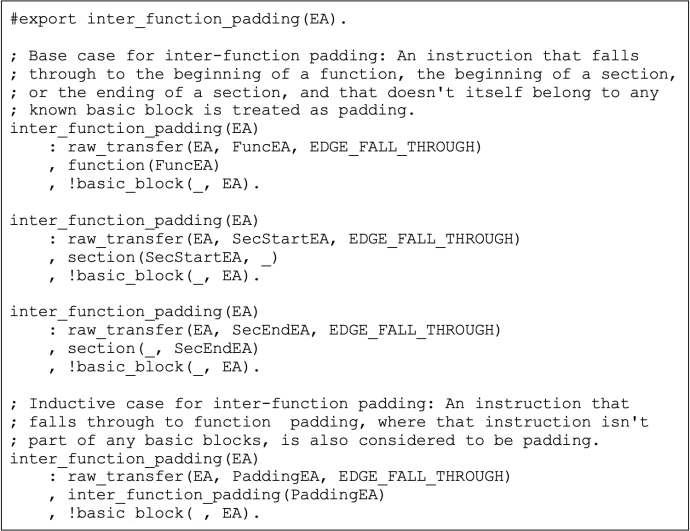 #export inter_function_padding(EA).
; Base case for inter-function padding: An instruction that falls
; through to the beginning of a function, the beginning of a section,
; or the ending of a section, and that doesn't itself belong to any
; known basic block is treated as padding.
inter_function_padding(EA)
    : raw_transfer(EA, FuncEA, EDGE_FALL_THROUGH)
    , function(FuncEA)
    , !basic_block(_, EA).
inter_function_padding(EA)
    : raw_transfer(EA, SecStartEA, EDGE_FALL_THROUGH)
    , section(SecStartEA, _)
    , !basic_block(_, EA).
inter_function_padding(EA)
    : raw_transfer(EA, SecEndEA, EDGE_FALL_THROUGH)
    , section(_, SecEndEA)
    , !basic_block(_, EA).
; Inductive case for inter-function padding: An instruction that
; falls through to function  padding, where that instruction isn't
; part of any basic blocks, is also considered to be padding.
inter_function_padding(EA)
    : raw_transfer(EA, PaddingEA, EDGE_FALL_THROUGH)
    , inter_function_padding(PaddingEA)
    , !basic block( , EA).